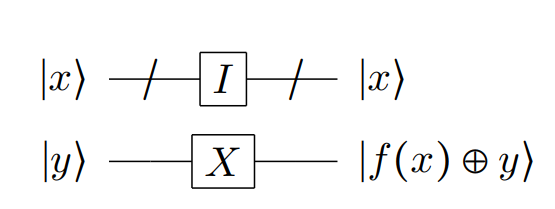 |x⟩ I |x⟩
|y⟩ X |f(x) ⊕ y⟩